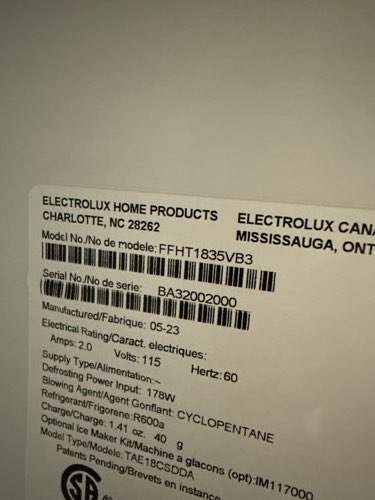 ELECTROLUX HOME PRODUCTS ELECTROLUX CANA
CHARLOTTE, NC 28262 MISSISSAUGA, ONT
Model No./No de modele: FFHT1835VB3
Serial No./No de serie: BA32002000
Manufactured/Fabrique: 05-23
Electrical Rating/Caract. electriques:
Amps: 2.0 Volts: 115 Hertz: 60
Supply Type/Alimentation:~
Defrosting Power Input: 178W
Blowing Agent/Agent Gonflant: CYCLOPENTANE
Refrigerant/Frigorene:R600a
Charge/Charge: 1.41 oz. 40 g
Optional Ice Maker Kit/Machine a glacons (opt):IM117000
Model Type/Modele:TAE18CSDDA
Patents Pending/Brevets en instance
SA